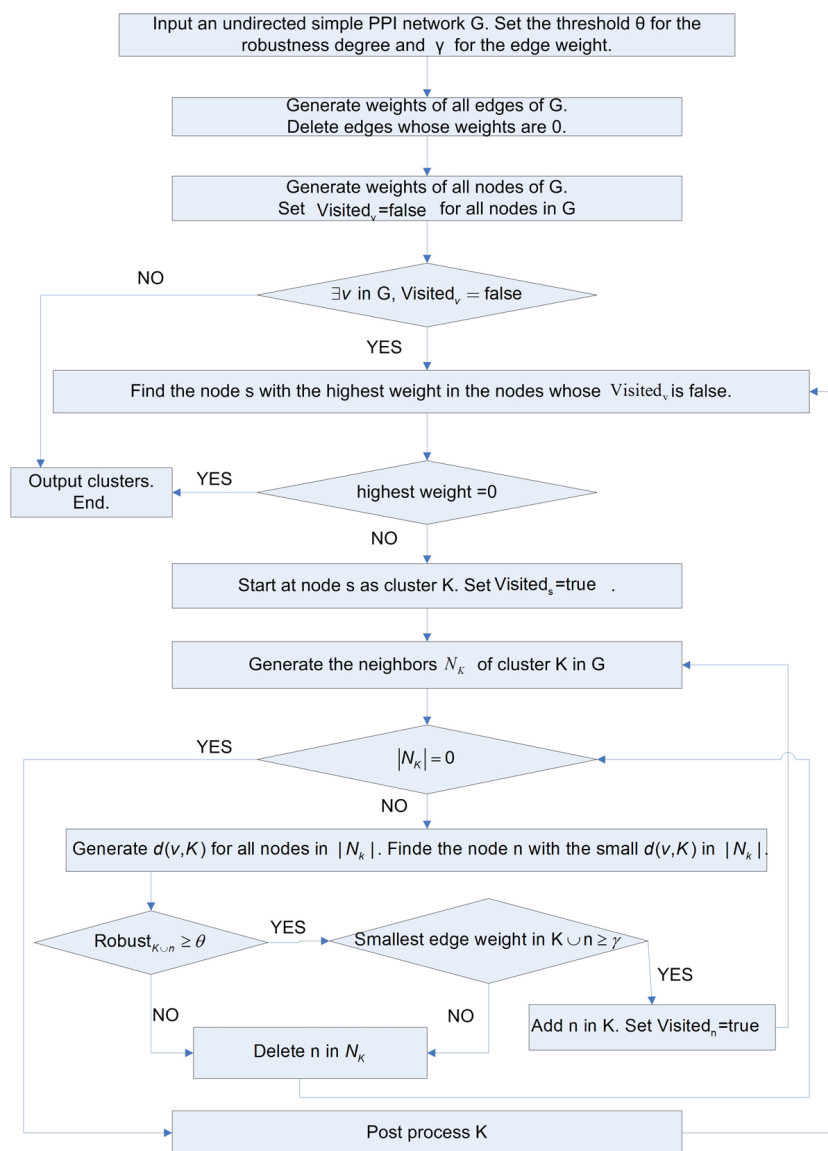 Input an undirected simple PPI network G. Set the threshold θ for the
robustness degree and γ for the edge weight.
Generate weights of all edges of G.
Delete edges whose weights are 0.
Generate weights of all nodes of G.
Set Visitedᵥ=false for all nodes in G
NO
∃v in G, Visitedᵥ = false
YES
Find the node s with the highest weight in the nodes whose Visitedᵥ is false.
Output clusters.
End.
YES
highest weight =0
NO
Start at node s as cluster K. Set Visitedₛ=true .
Generate the neighbors N_K of cluster K in G
YES
|N_K| = 0
NO
Generate d(v,K) for all nodes in |N_k|. Finde the node n with the small d(v,K) in |N_k|.
Robust_{K∪n} ≥ θ
YES
Smallest edge weight in K ∪ n ≥ γ
YES
NO
NO
Add n in K. Set Visitedₙ=true
Delete n in N_K
Post process K